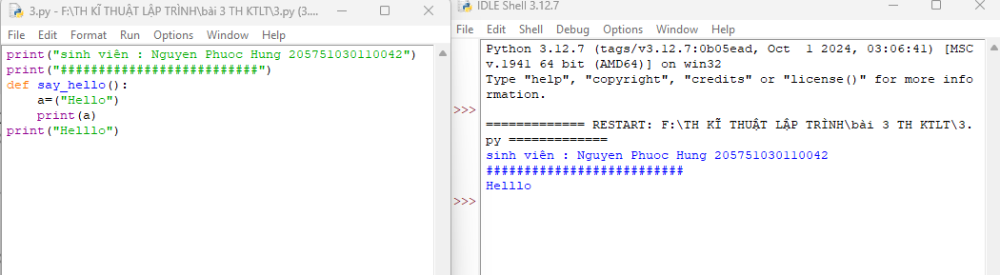 3.py - F:\TH KĨ THUẬT LẬP TRÌNH\bài 3 TH KTLT\3.py (3....
File Edit Format Run Options Window Help
print("sinh viên : Nguyen Phuoc Hung 205751030110042")
print("##########################")
def say_hello():
    a=("Hello")
    print(a)
print("Helllo")
IDLE Shell 3.12.7
File Edit Shell Debug Options Window Help
Python 3.12.7 (tags/v3.12.7:0b05ead, Oct  1 2024, 03:06:41) [MSC
v.1941 64 bit (AMD64)] on win32
Type "help", "copyright", "credits" or "license()" for more info
rmation.
>>>
============= RESTART: F:\TH KĨ THUẬT LẬP TRÌNH\bài 3 TH KTLT\3.
py =============
sinh viên : Nguyen Phuoc Hung 205751030110042
##########################
Helllo
>>>